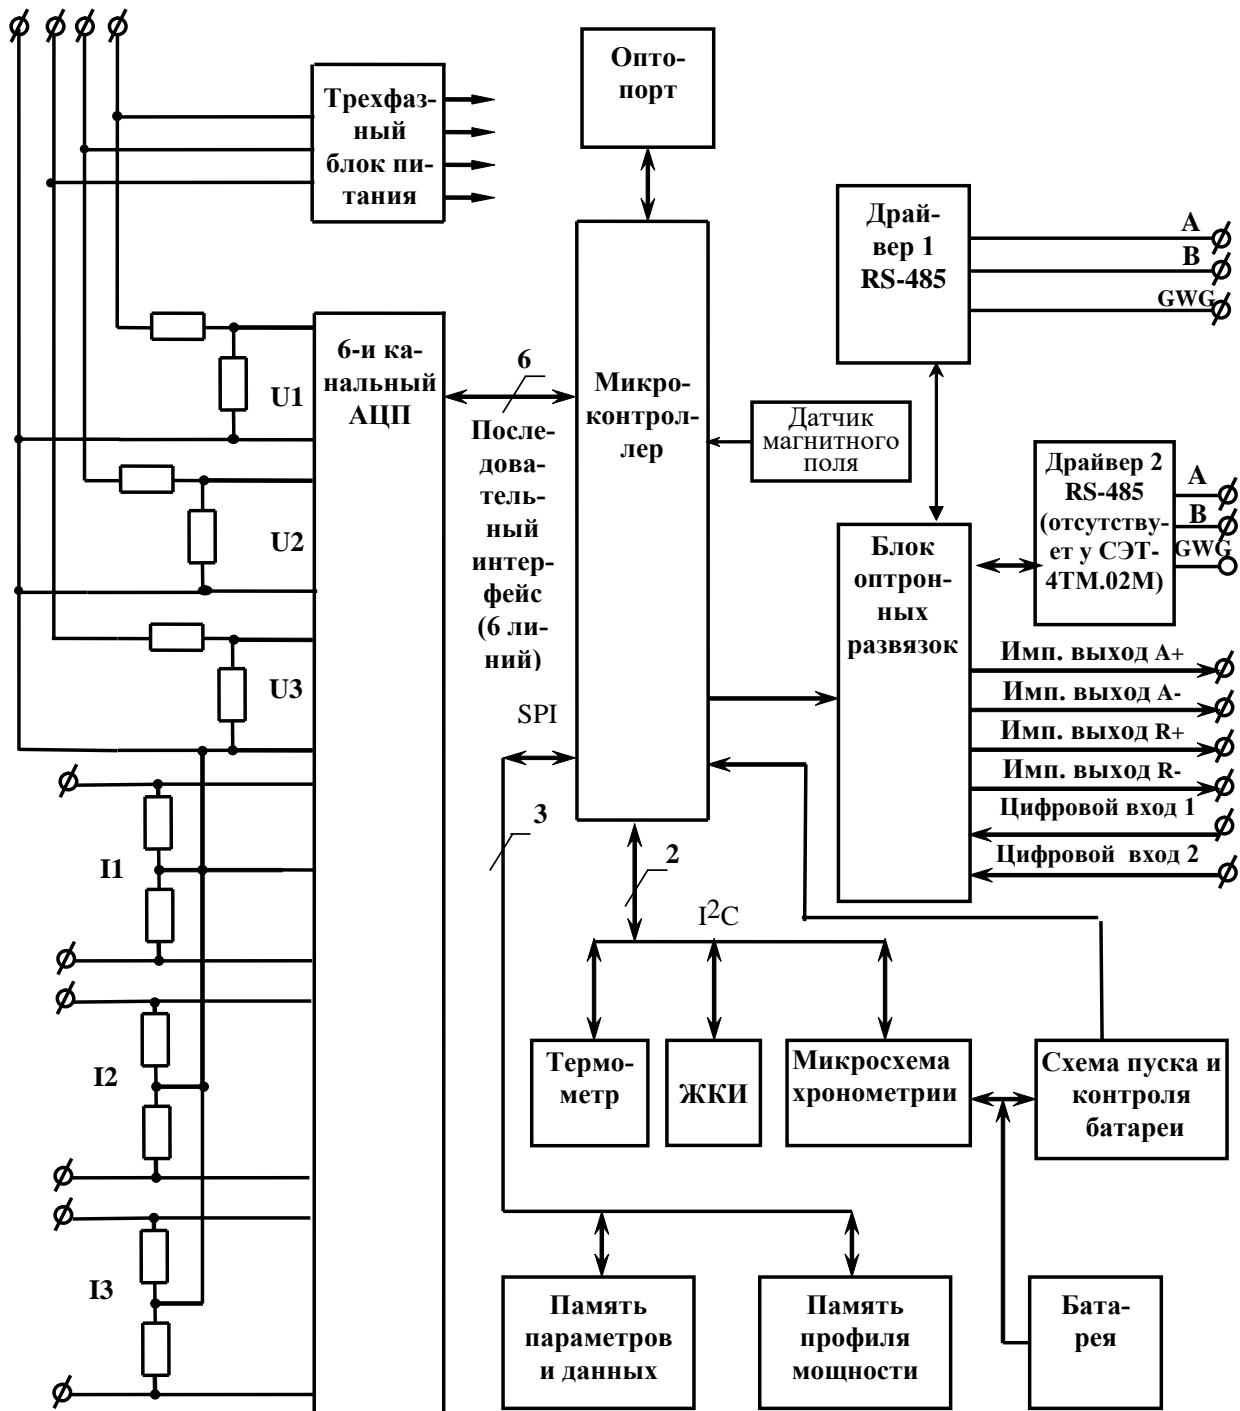 Опто-
порт
Трехфаз-
ный
блок пи-
тания
Драй-
вер 1
RS-485
A
B
GWG
6-и ка-
нальный
АЦП
U1
6
После-
дова-
тель-
ный
интер-
фейс
(6 ли-
ний)
Микро-
контрол-
лер
Датчик
магнитного
поля
Драйвер 2
RS-485
(отсутству-
ет у СЭТ-
4ТМ.02М)
A
B
GWG
U2
Блок
оптрон-
ных
развязок
U3
Имп. выход A+
Имп. выход A-
Имп. выход R+
Имп. выход R-
Цифровой вход 1
Цифровой вход 2
SPI
3
I1
2
I2C
I2
Термо-
метр
ЖКИ
Микросхема
хронометрии
Схема пуска и
контроля
батареи
I3
Память
параметров
и данных
Память
профиля
мощности
Бата-
рея